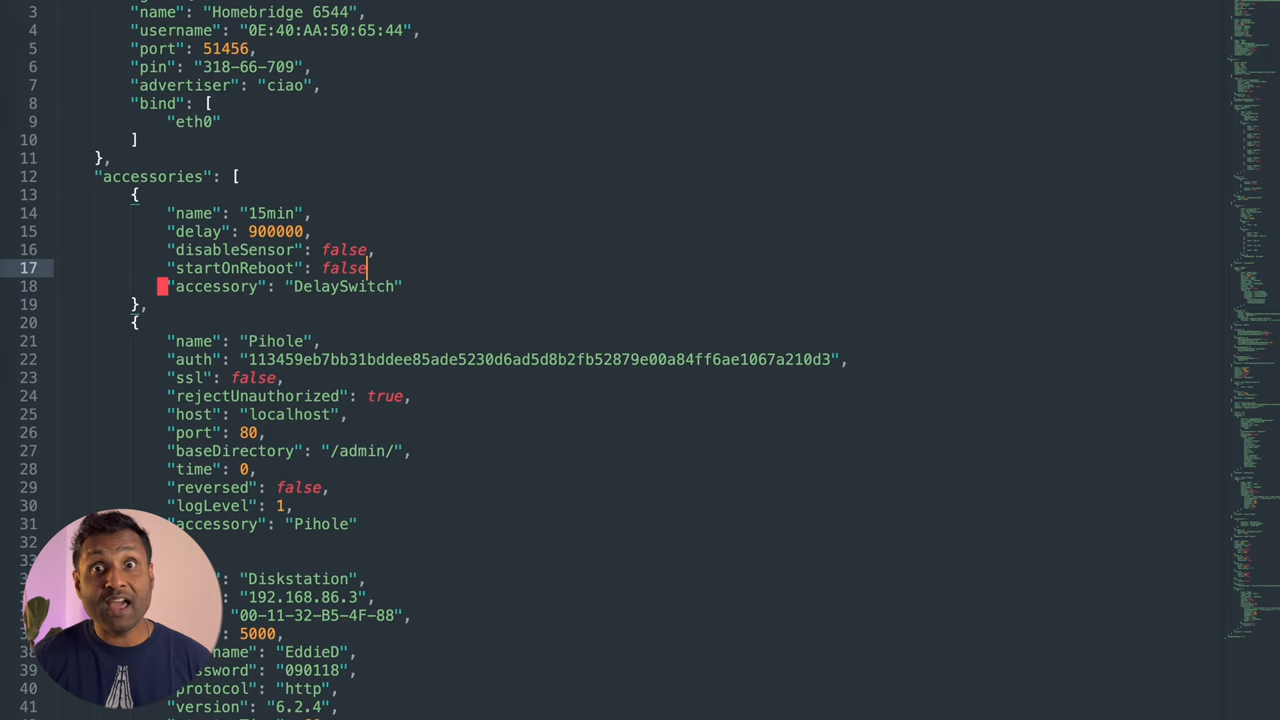 3 "name": "Homebridge 6544",
4 "username": "0E:40:AA:50:65:44",
5 "port": 51456,
6 "pin": "318-66-709",
7 "advertiser": "ciao",
8 "bind": [
9 "eth0"
10 ]
11 },
12 "accessories": [
13 {
14 "name": "15min",
15 "delay": 900000,
16 "disableSensor": false,
17 "startOnReboot": false
18 "accessory": "DelaySwitch"
19 },
20 {
21 "name": "Pihole",
22 "auth": "113459eb7bb31bddee85ade5230d6ad5d8b2fb52879e00a84ff6ae1067a210d3",
23 "ssl": false,
24 "rejectUnauthorized": true,
25 "host": "localhost",
26 "port": 80,
27 "baseDirectory": "/admin/",
28 "time": 0,
29 "reversed": false,
30 "logLevel": 1,
31 "accessory": "Pihole"
32
33
": "Diskstation",
"192.168.86.3",
"00-11-32-B5-4F-88",
5000,
38 name": "EddieD",
39 ssword": "090118",
40 protocol": "http",
41 "version": "6.2.4",